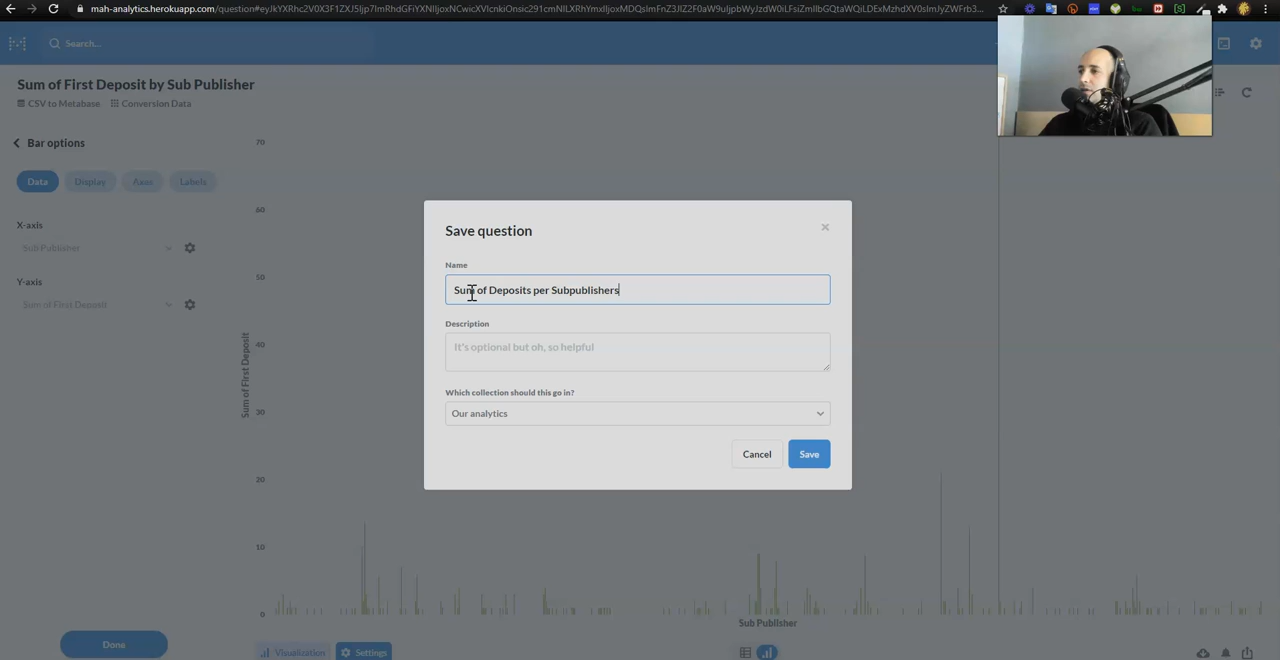 mah-analytics.herokuapp.com/question#eyJkYXRhc2V0X3F1ZXJ5Ijp7ImRhdGFiYXNlIjoxNCwicXVlcnkiOnsic291cmNlLXRhYmxlIjoxMDQsImFnZ3JlZ2F0aW9uIjpbWyJzdW0iLFsiZmllbGQiLDExMzhdXV0sImJyZWFrb3...
Search...
Sum of First Deposit by Sub Publisher
CSV to Metabase
Conversion Data
Bar options
Data
Display
Axes
Labels
X-axis
Sub Publisher
Y-axis
Sum of First Deposit
Done
70
60
50
40
30
20
10
0
Sum of First Deposit
Sub Publisher
Save question
Name
Sum of Deposits per Subpublishers
Description
It's optional but oh, so helpful
Which collection should this go in?
Our analytics
Cancel
Save
Visualization
Settings